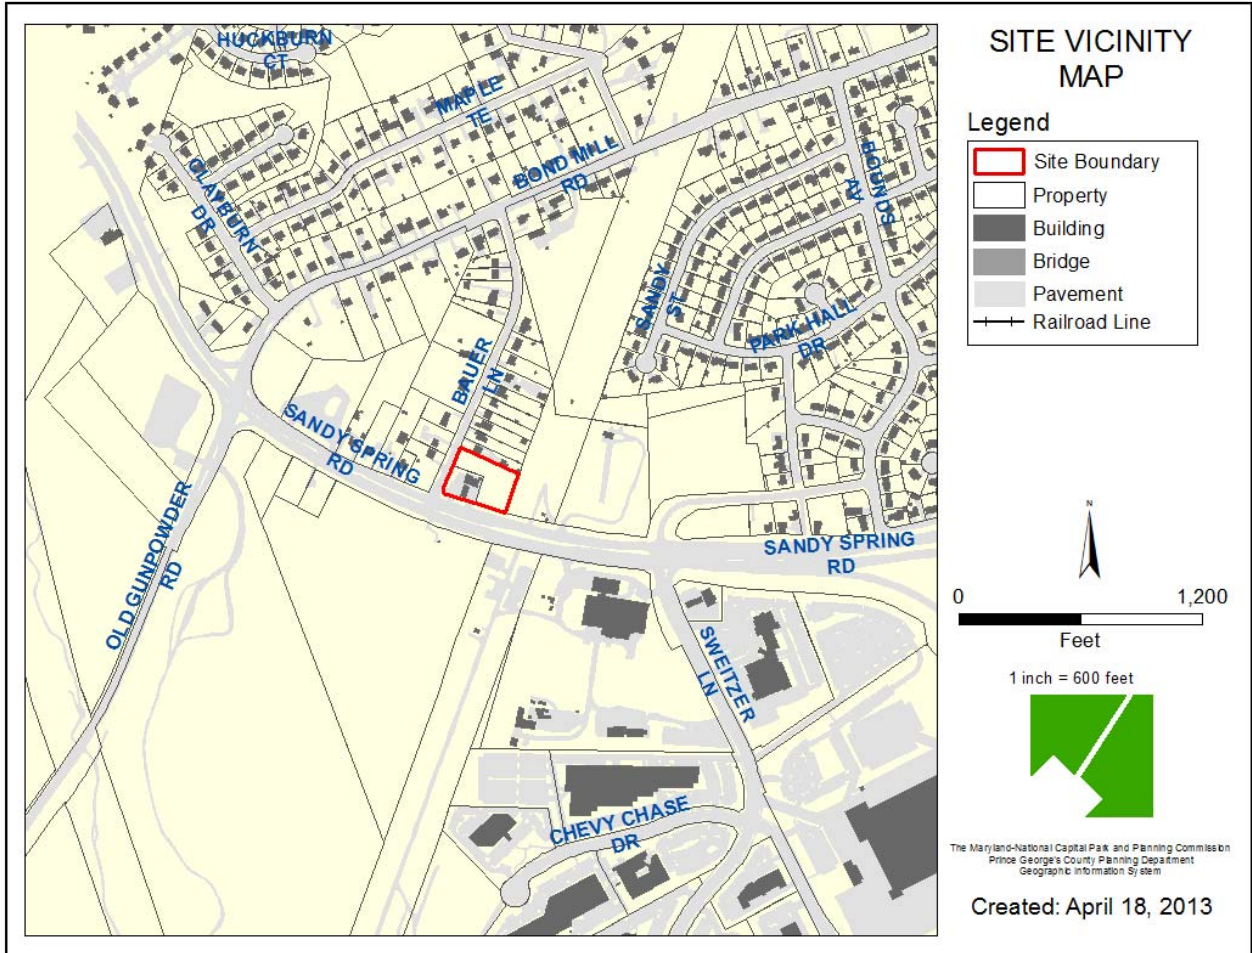 HUCKBURN
CT
MAPLE
TE
BOND MILL
RD
BOUNDS
AV
CLAYBURN
DR
SANDY
ST
PARK HALL
DR
BAUER
LN
SANDY SPRING
RD
OLD GUNPOWDER
RD
SANDY SPRING
RD
SWEITZER
LN
CHEVY CHASE
DR
SITE VICINITY
MAP
Legend
Site Boundary
Property
Building
Bridge
Pavement
Railroad Line
N
0 1,200
Feet
1 inch = 600 feet
The Maryland-National Capital Park and Planning Commission
Prince George's County Planning Department
Geographic Information System
Created: April 18, 2013